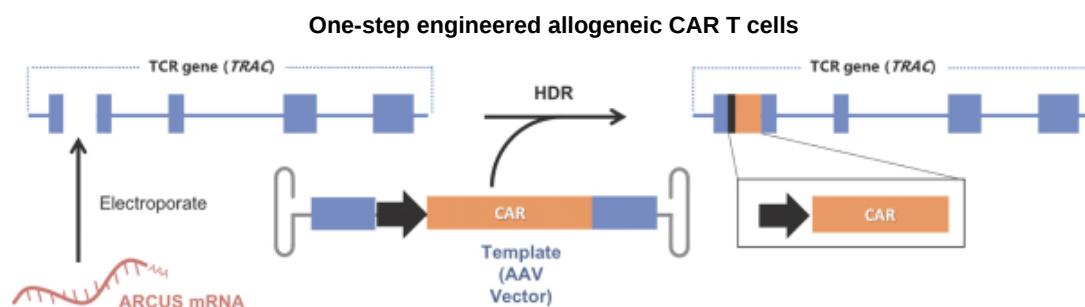 One-step engineered allogeneic CAR T cells
TCR gene (TRAC)
HDR
TCR gene (TRAC)
Electroporate
CAR
CAR
Template
(AAV
Vector)
ARCUS mRNA